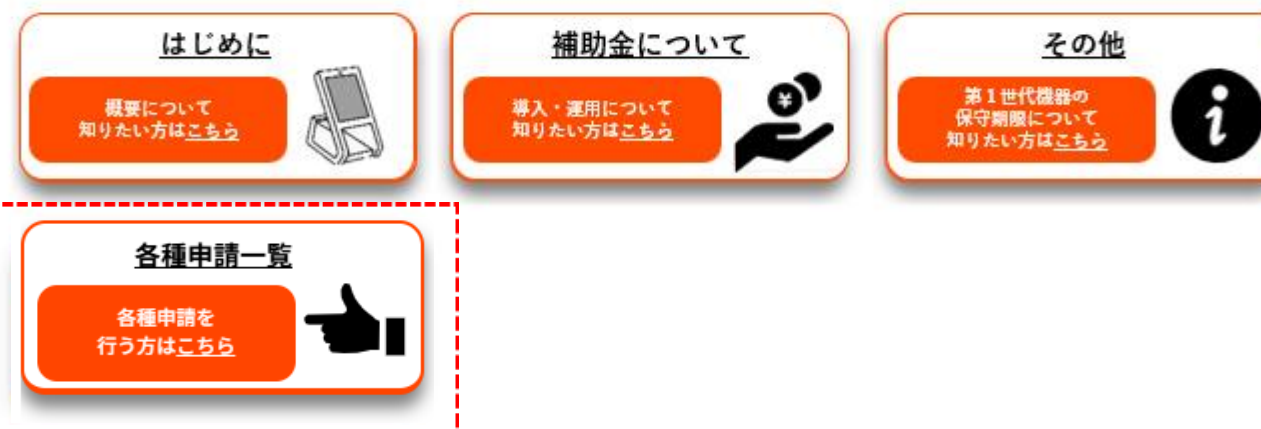 はじめに
概要について
知りたい方はこちら
補助金について
導入・運用について
知りたい方はこちら
¥
その他
第1世代機器の
保守期限について
知りたい方はこちら
i
各種申請一覧
各種申請を
行う方はこちら